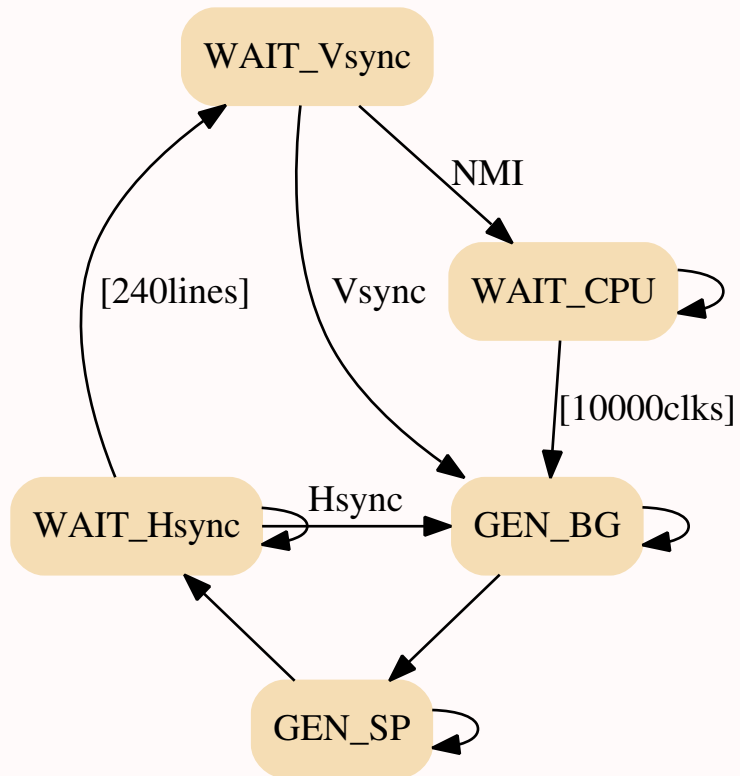 WAIT_Vsync
NMI
WAIT_CPU
[240lines]
Vsync
[10000clks]
WAIT_Hsync
Hsync
GEN_BG
GEN_SP